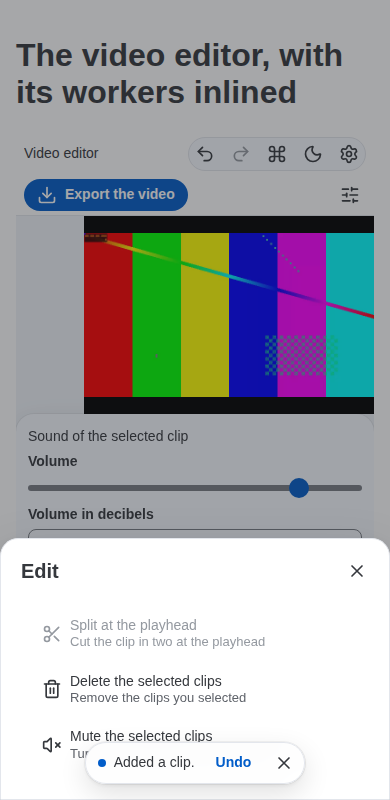 The video editor, with
its workers inlined
Video editor
Export the video
Sound of the selected clip
Volume
Volume in decibels
Edit
Split at the playhead
Cut the clip in two at the playhead
Delete the selected clips
Remove the clips you selected
Mute the selected clips
Added a clip.
Undo